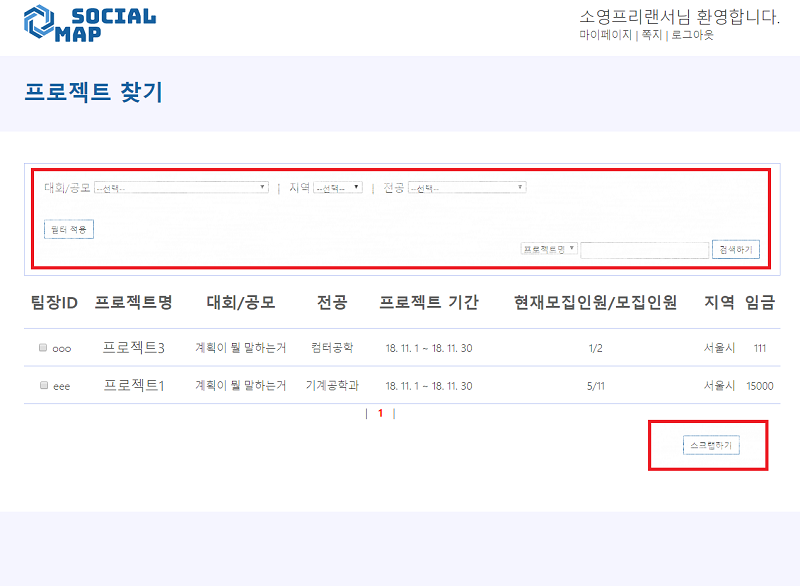 SOCIAL
MAP
소영프리랜서님 환영합니다.
마이페이지 | 쪽지 | 로그아웃
프로젝트 찾기
대회/공모 --선택-- | 지역 --선택-- | 전공 --선택--
필터 적용
프로젝트명 검색하기
팀장ID 프로젝트명 대회/공모 전공 프로젝트 기간 현재모집인원/모집인원 지역 임금
ooo 프로젝트3 계획이 뭘 말하는거 컴터공학 18. 11. 1 ~ 18. 11. 30 1/2 서울시 111
eee 프로젝트1 계획이 뭘 말하는거 기계공학과 18. 11. 1 ~ 18. 11. 30 5/11 서울시 15000
| 1 |
스크랩하기